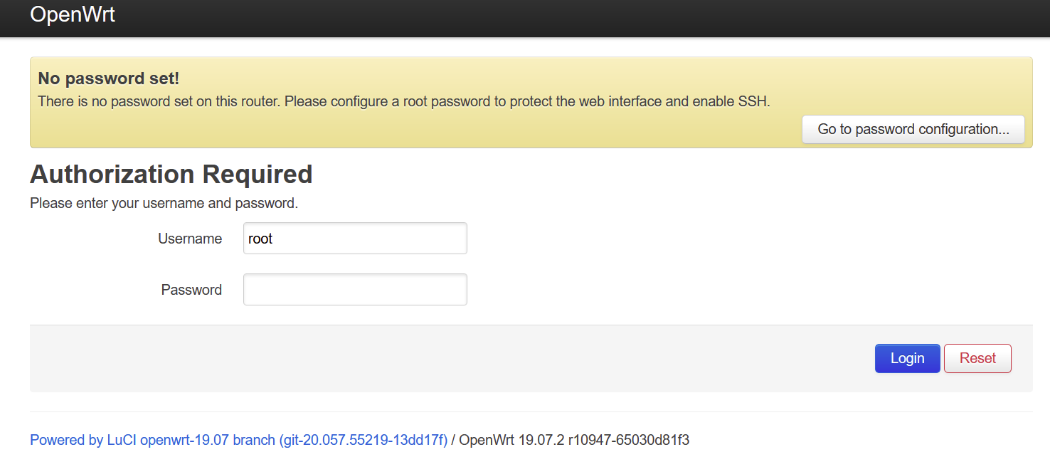 OpenWrt
No password set!
There is no password set on this router. Please configure a root password to protect the web interface and enable SSH.
Go to password configuration...
Authorization Required
Please enter your username and password.
Username root
Password
Login Reset
Powered by LuCI openwrt-19.07 branch (git-20.057.55219-13dd17f) / OpenWrt 19.07.2 r10947-65030d81f3